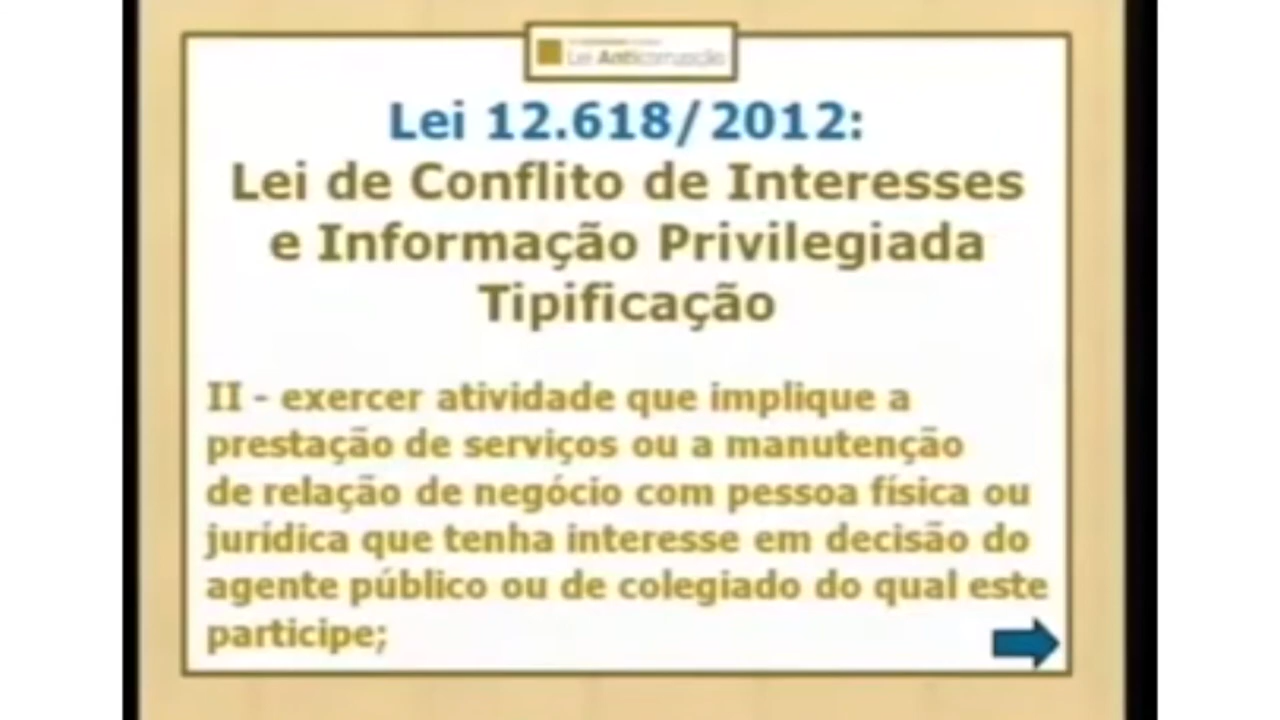 Lei Anticorrupção
Lei 12.618/2012:
Lei de Conflito de Interesses
e Informação Privilegiada
Tipificação
II - exercer atividade que implique a
prestação de serviços ou a manutenção
de relação de negócio com pessoa física ou
jurídica que tenha interesse em decisão do
agente público ou de colegiado do qual este
participe;